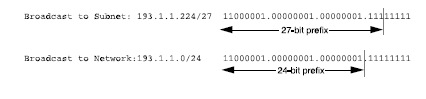 Broadcast to Subnet: 193.1.1.224/27 11000001.00000001.00000001.11111111
27-bit prefix
Broadcast to Network:193.1.1.0/24 11000001.00000001.00000001.11111111
24-bit prefix